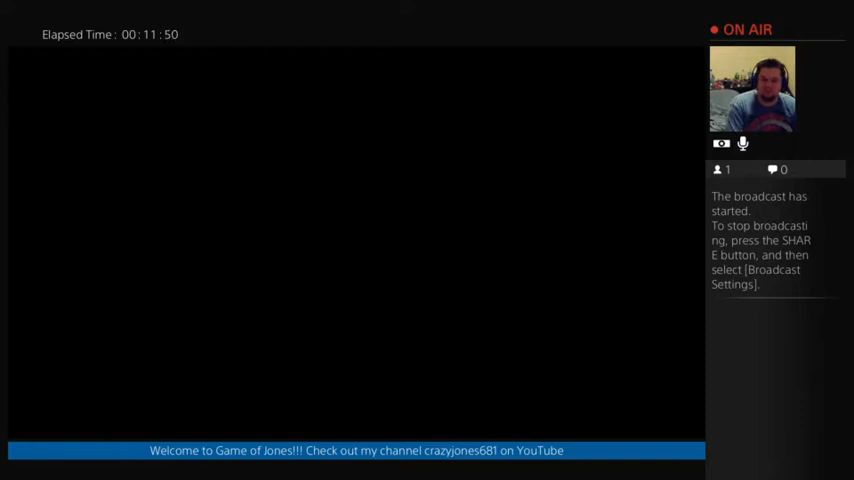 Elapsed Time: 00:11:50
ON AIR
1
0
The broadcast has
started.
To stop broadcasti
ng, press the SHAR
E button, and then
select [Broadcast
Settings].
Welcome to Game of Jones!!! Check out my channel crazyjones681 on YouTube